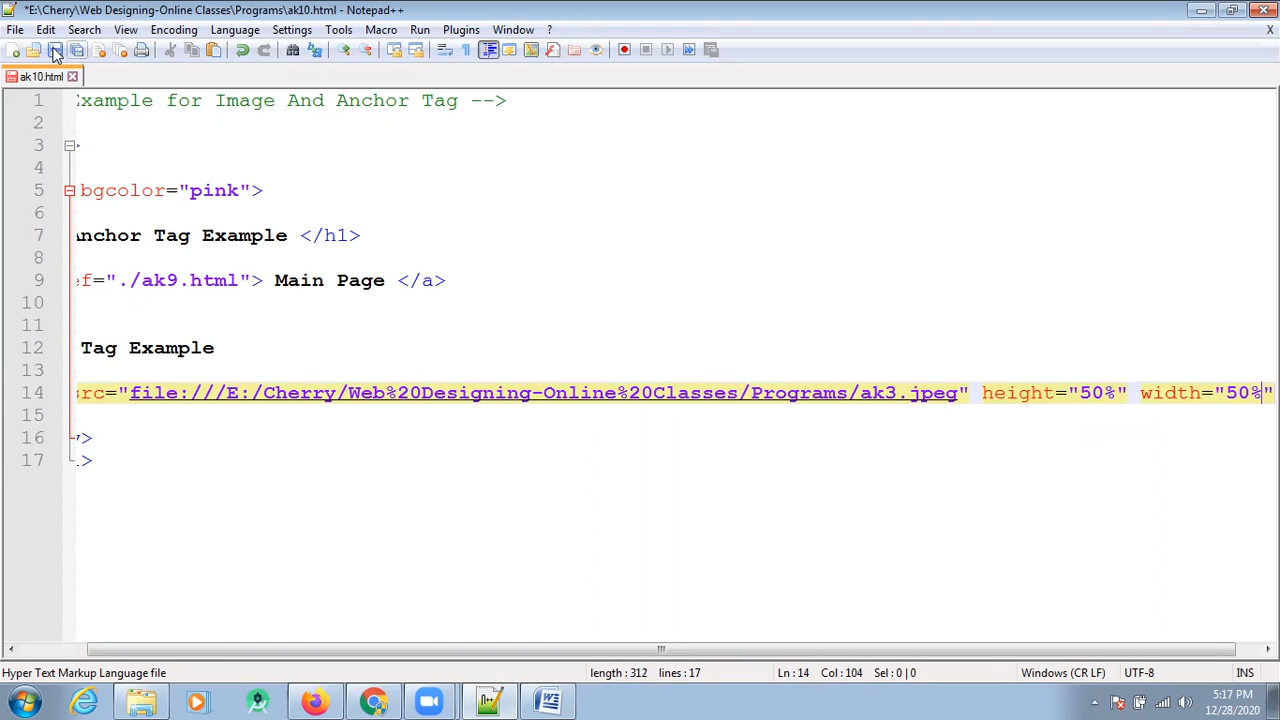 *E:\Cherry\Web Designing-Online Classes\Programs\ak10.html - Notepad++
File Edit Search View Encoding Language Settings Tools Macro Run Plugins Window ? X
ak10.html
1 Example for Image And Anchor Tag -->
2
3 >
4
5 bgcolor="pink">
6
7 Anchor Tag Example </h1>
8
9 ef="./ak9.html"> Main Page </a>
10
11
12 Tag Example
13
14 src="file:///E:/Cherry/Web%20Designing-Online%20Classes/Programs/ak3.jpeg" height="50%" width="50%"
15
16 y>
17 l>
Hyper Text Markup Language file length : 312 lines : 17 Ln : 14 Col : 104 Sel : 0 | 0 Windows (CR LF) UTF-8 INS
5:17 PM
12/28/2020